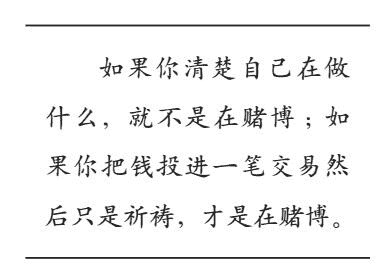 如果你清楚自己在做
什么，就不是在赌博；如
果你把钱投进一笔交易然
后只是祈祷，才是在赌博。